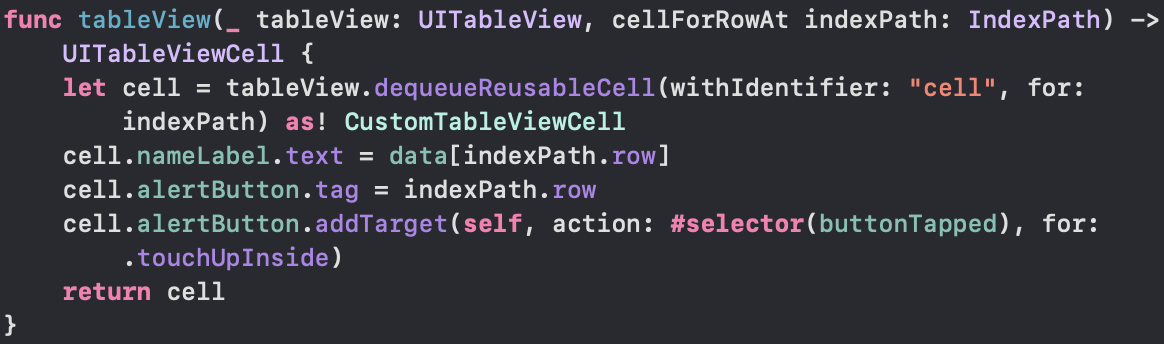 func tableView(_ tableView: UITableView, cellForRowAt indexPath: IndexPath) ->
UITableViewCell {
let cell = tableView.dequeueReusableCell(withIdentifier: "cell", for:
indexPath) as! CustomTableViewCell
cell.nameLabel.text = data[indexPath.row]
cell.alertButton.tag = indexPath.row
cell.alertButton.addTarget(self, action: #selector(buttonTapped), for:
.touchUpInside)
return cell
}